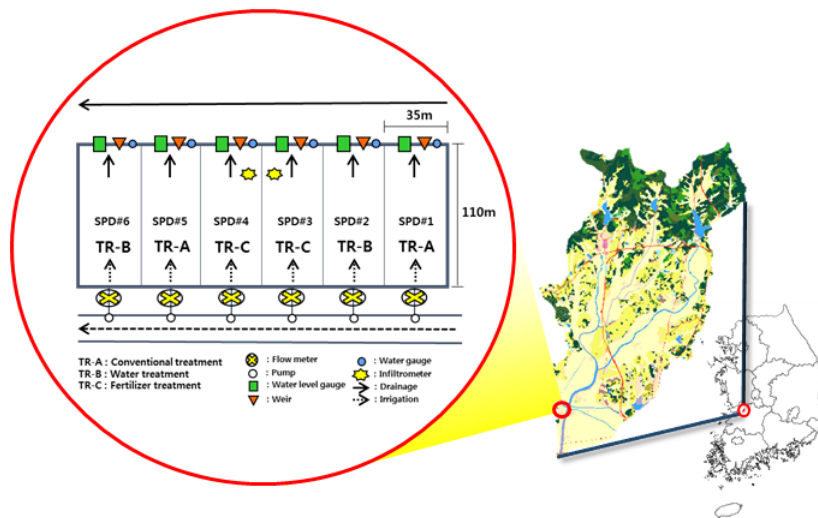 35m
110m
SPD#6 SPD#5 SPD#4 SPD#3 SPD#2 SPD#1
TR-B TR-A TR-C TR-C TR-B TR-A
TR-A : Conventional treatment
TR-B : Water treatment
TR-C : Fertilizer treatment
: Flow meter
: Pump
: Water level gauge
: Weir
: Water gauge
: Infiltrometer
: Drainage
: Irrigation